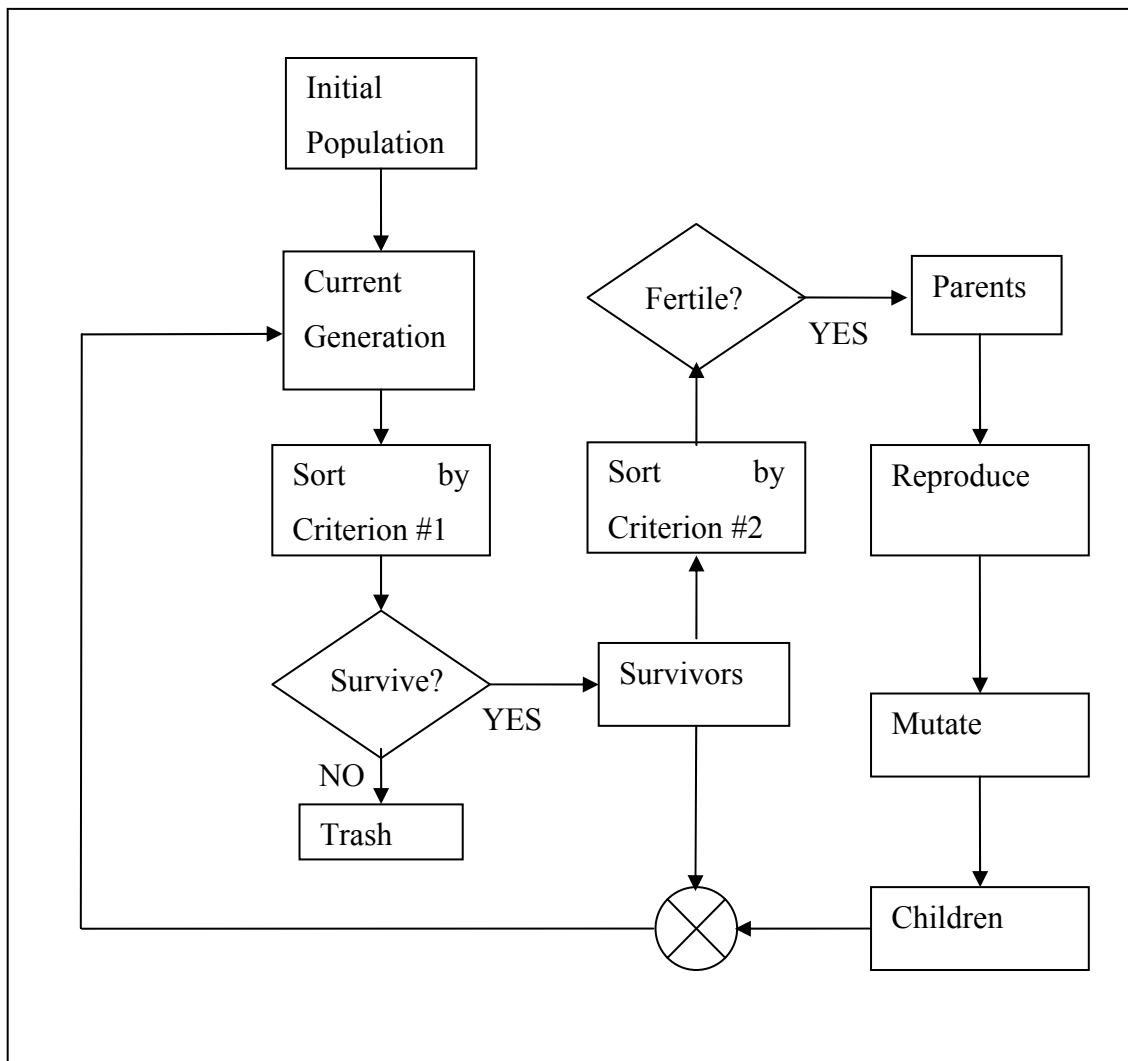 Initial
Population
Current
Generation
Sort by
Criterion #1
Survive?
YES
NO
Trash
Survivors
Sort by
Criterion #2
Fertile?
YES
Parents
Reproduce
Mutate
Children